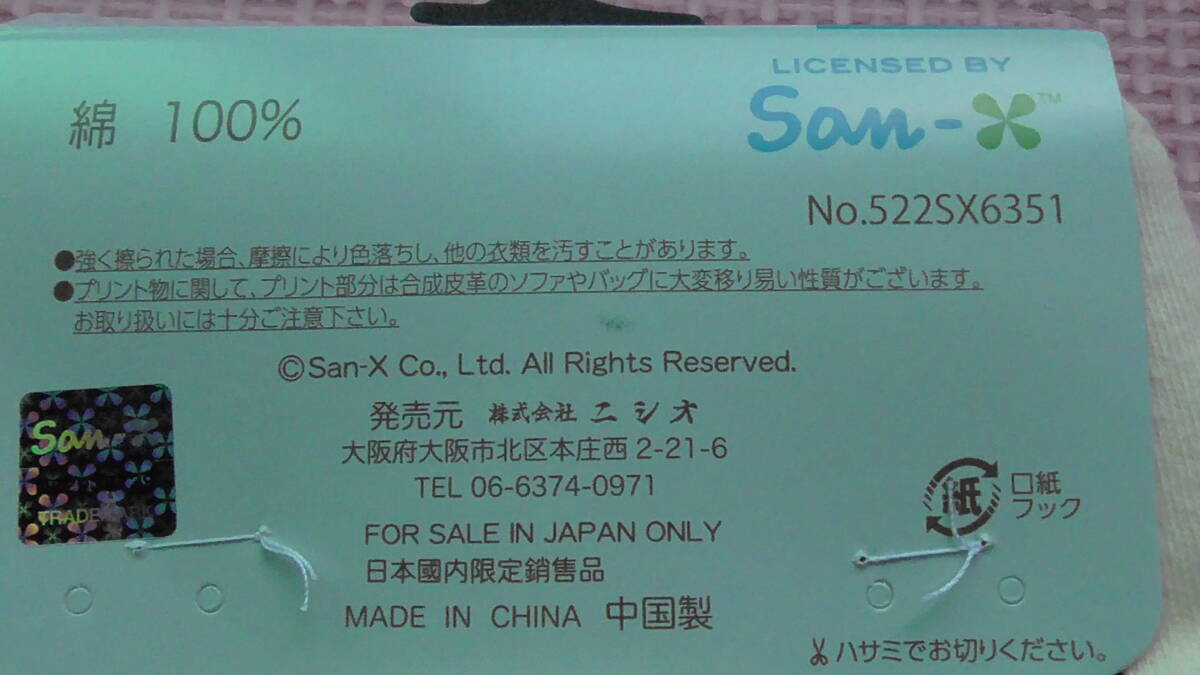 綿 100%
LICENSED BY
San-X™
No.522SX6351
●強く擦られた場合、摩擦により色落ちし、他の衣類を汚すことがあります。
●プリント物に関して、プリント部分は合成皮革のソファやバッグに大変移り易い性質がございます。
お取り扱いには十分ご注意下さい。
©San-X Co., Ltd. All Rights Reserved.
発売元 株式会社ニシオ
大阪府大阪市北区本庄西 2-21-6
TEL 06-6374-0971
San-X
TRADEMARK
紙
口紙
フック
FOR SALE IN JAPAN ONLY
日本國内限定銷售品
MADE IN CHINA 中国製
ハサミでお切りください。